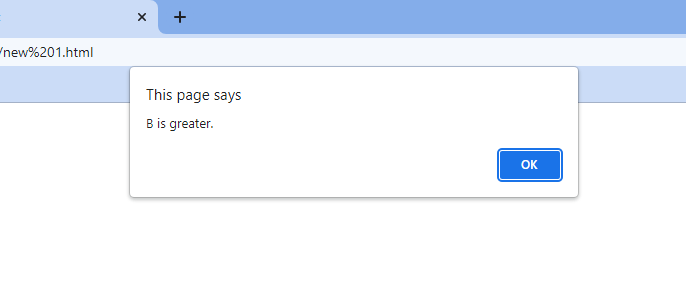 /new%201.html
This page says
B is greater.
OK